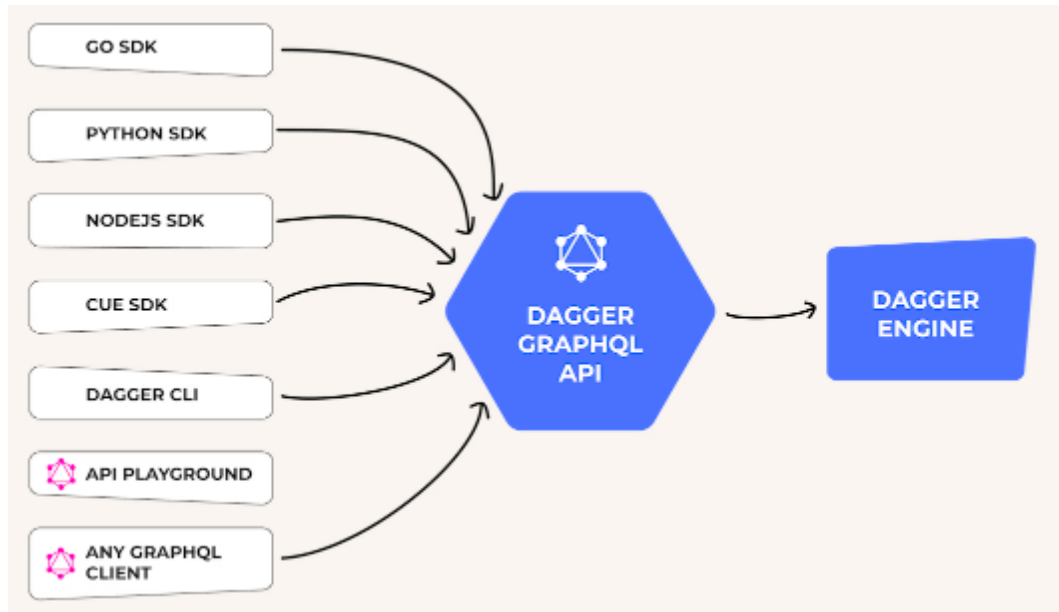 GO SDK
PYTHON SDK
NODEJS SDK
CUE SDK
DAGGER CLI
API PLAYGROUND
ANY GRAPHQL
CLIENT
DAGGER
GRAPHQL
API
DAGGER
ENGINE